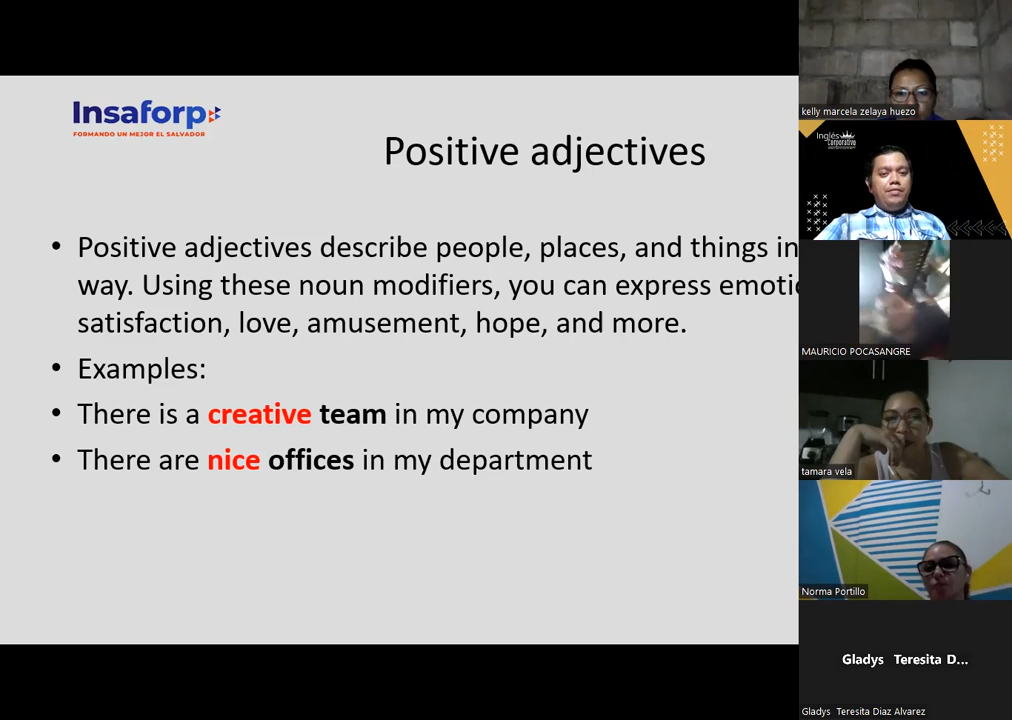 Insaforp
FORMANDO UN MEJOR EL SALVADOR
Positive adjectives
• Positive adjectives describe people, places, and things in
way. Using these noun modifiers, you can express emotio
satisfaction, love, amusement, hope, and more.
• Examples:
• There is a creative team in my company
• There are nice offices in my department
kelly marcela zelaya huezo
Inglés
Corporativo
MAURICIO POCASANGRE
tamara vela
Norma Portillo
Gladys Teresita D...
Gladys Teresita Diaz Alvarez